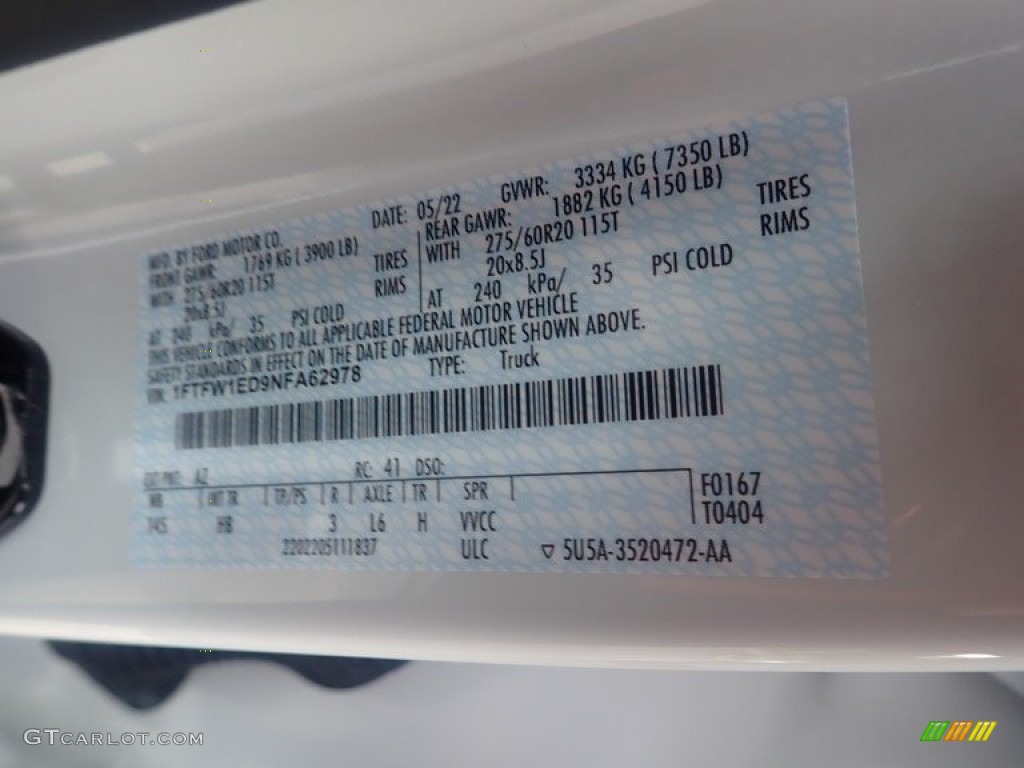 MFD. BY FORD MOTOR CO. DATE: 05/22 GVWR: 3334 KG ( 7350 LB)
FRONT GAWR: 1769 KG ( 3900 LB) REAR GAWR: 1882 KG ( 4150 LB)
WITH 275/60R20 115T TIRES WITH 275/60R20 115T TIRES
20x8.5J RIMS 20x8.5J RIMS
AT 240 kPa/ 35 PSI COLD AT 240 kPa/ 35 PSI COLD
THIS VEHICLE CONFORMS TO ALL APPLICABLE FEDERAL MOTOR VEHICLE
SAFETY STANDARDS IN EFFECT ON THE DATE OF MANUFACTURE SHOWN ABOVE.
VIN: 1FTFW1ED9NFA62978 TYPE: Truck
EXT PNT: AZ RC: 41 DSO:
WB INT TR TP/PS R AXLE TR SPR F0167
145 HB 3 L6 H VVCC T0404
2202205111837 ULC ▽ 5U5A-3520472-AA
GTCARLOT.COM